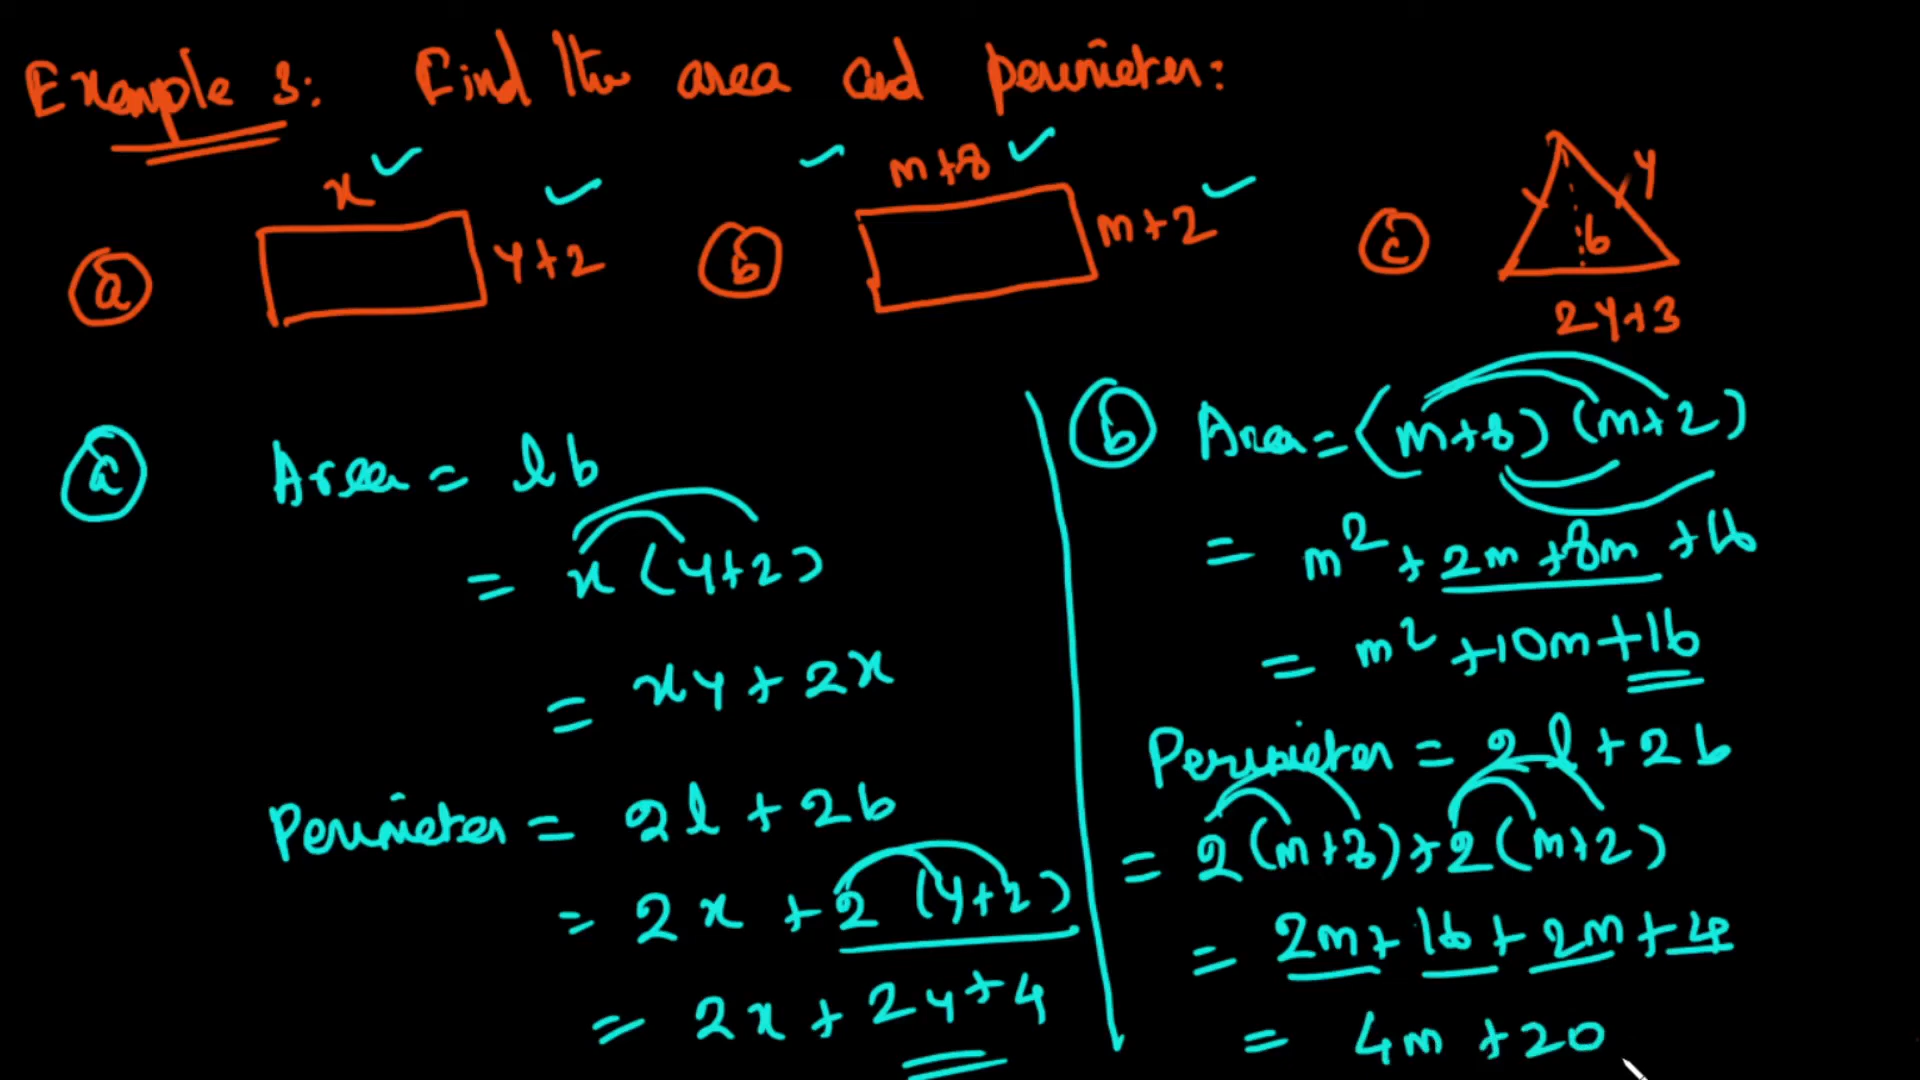 Example 3: Find the area and perimeter:
a x y+2
b m+8 m+2
c y 6 2y+3
a Area = lb
= x(y+2)
= xy+2x
Perimeter = 2l+2b
= 2x+2(y+2)
= 2x+2y+4
b Area = (m+8)(m+2)
= m²+2m+8m+16
= m²+10m+16
Perimeter = 2l+2b
= 2(m+8)+2(m+2)
= 2m+16+2m+4
= 4m+20